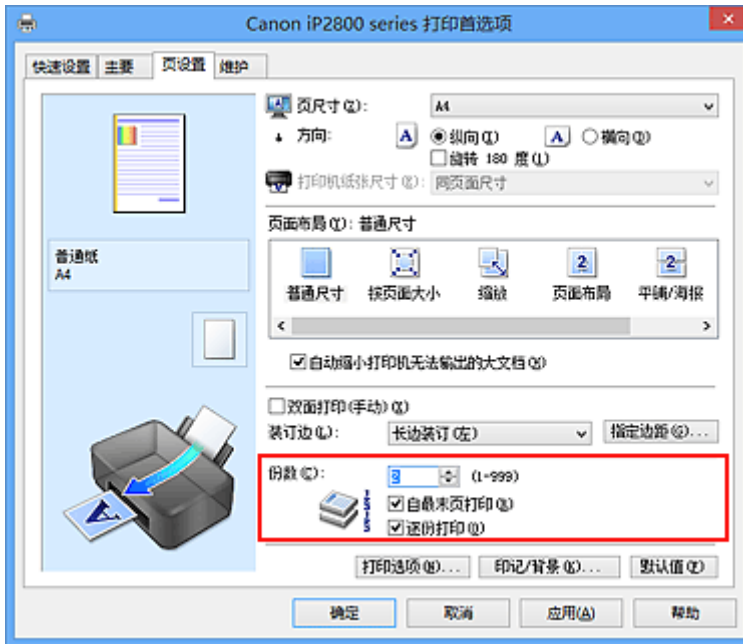 Canon iP2800 series 打印首选项
快速设置 主要 页设置 维护
页尺寸(Z): A4
方向: A 纵向(T) A 横向(O)
旋转 180 度(L)
打印机纸张尺寸(R): 同页面尺寸
页面布局(Y): 普通尺寸
普通纸
A4
普通尺寸 按页面大小 缩放 页面布局 平铺/海报
自动缩小打印机无法输出的大文档(N)
双面打印(手动)(X)
装订边(L): 长边装订(左) 指定边距(G)...
份数(C): 2 (1-999)
自最末页打印(S)
逐份打印(D)
打印选项(N)... 印记/背景(K)... 默认值(F)
确定 取消 应用(A) 帮助